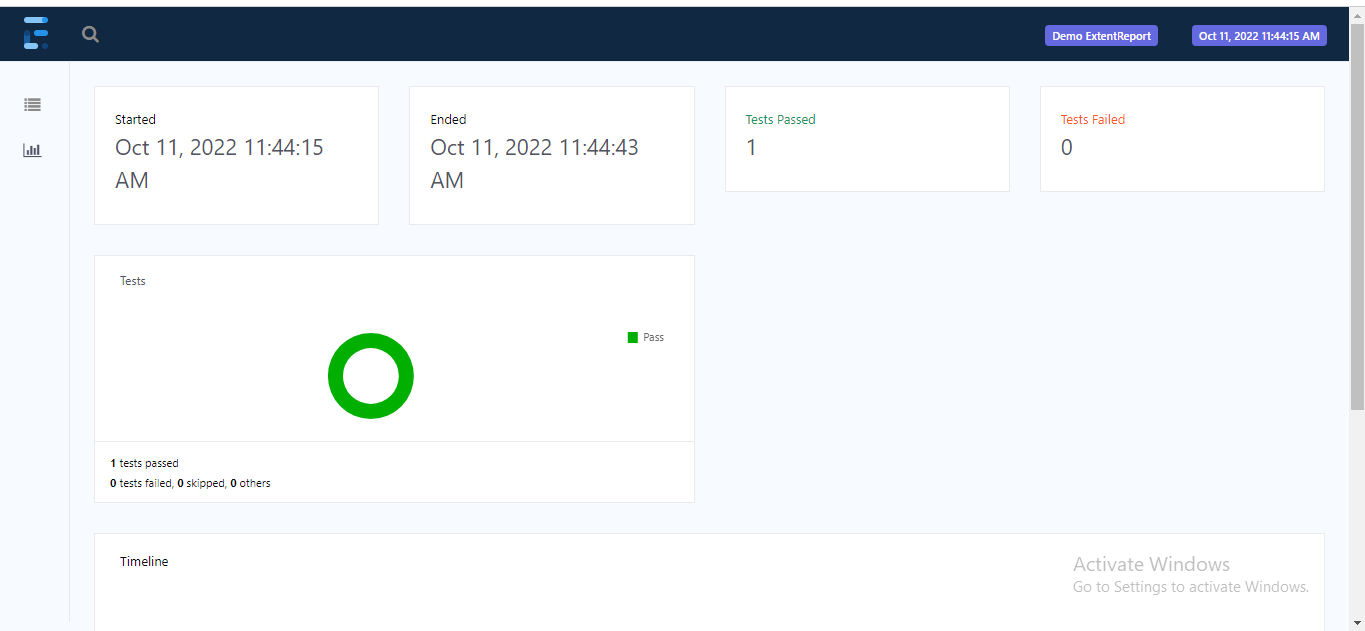 Demo ExtentReport
Oct 11, 2022 11:44:15 AM
Started
Oct 11, 2022 11:44:15
AM
Ended
Oct 11, 2022 11:44:43
AM
Tests Passed
1
Tests Failed
0
Tests
Pass
1 tests passed
0 tests failed, 0 skipped, 0 others
Timeline
Activate Windows
Go to Settings to activate Windows.